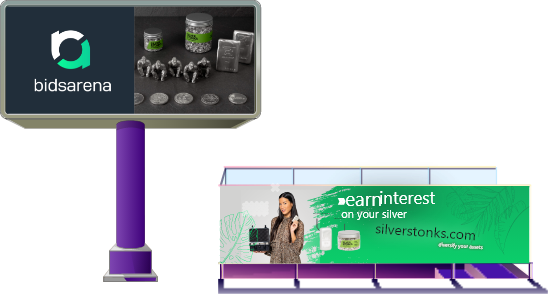 bidsarena
earn interest
on your silver
silverstonks.com
diversify your assets